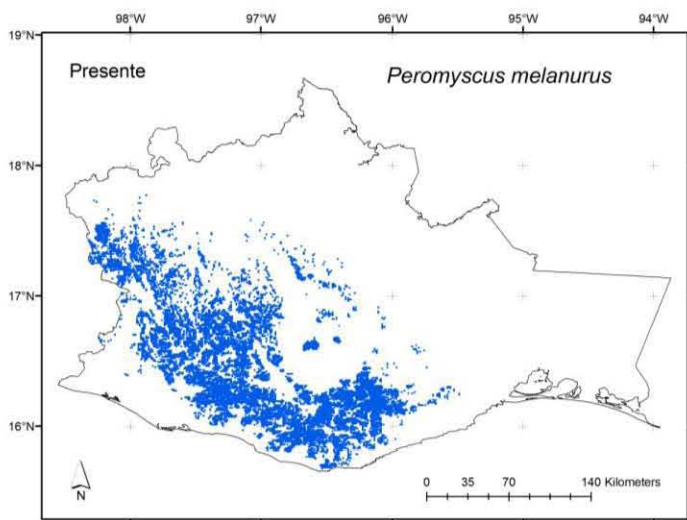 98°W 97°W 96°W 95°W 94°W
19°N
Presente Peromyscus melanurus
18°N
17°N
16°N
N
0 35 70 140 Kilometers